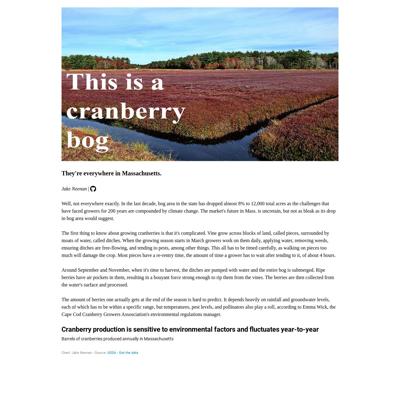 This is a
cranberry
bog
They're everywhere in Massachusetts.
Jake Neenan |
Well, not everywhere exactly. In the last decade, bog area in the state has dropped almost 8% to 12,000 total acres as the challenges that
have faced growers for 200 years are compounded by climate change. The market's future in Mass. is uncertain, but not as bleak as its drop
in bog area would suggest.
The first thing to know about growing cranberries is that it's complicated. Vine grow across blocks of land, called pieces, surrounded by
moats of water, called ditches. When the growing season starts in March growers work on them daily, applying water, removing weeds,
ensuring ditches are free-flowing, and tending to pests, among other things. This all has to be timed carefully, as walking on pieces too
much will damage the crop. Most pieces have a re-entry time, the amount of time a grower has to wait after tending to it, of about 4 hours.
Around September and November, when it's time to harvest, the ditches are pumped with water and the entire bog is submerged. Ripe
berries have air pockets in them, resulting in a buoyant force strong enough to rip them from the vines. The berries are then collected from
the water's surface and processed.
The amount of berries one actually gets at the end of the season is hard to predict. It depends heavily on rainfall and groundwater levels,
each of which has to be within a specific range, but temperatures, pest levels, and pollinators also play a roll, according to Emma Wick, the
Cape Cod Cranberry Growers Association's environmental regulations manager.
Cranberry production is sensitive to environmental factors and fluctuates year-to-year
Barrels of cranberries produced annually in Massachusetts
Chart: Jake Neenan • Source: USDA • Get the data